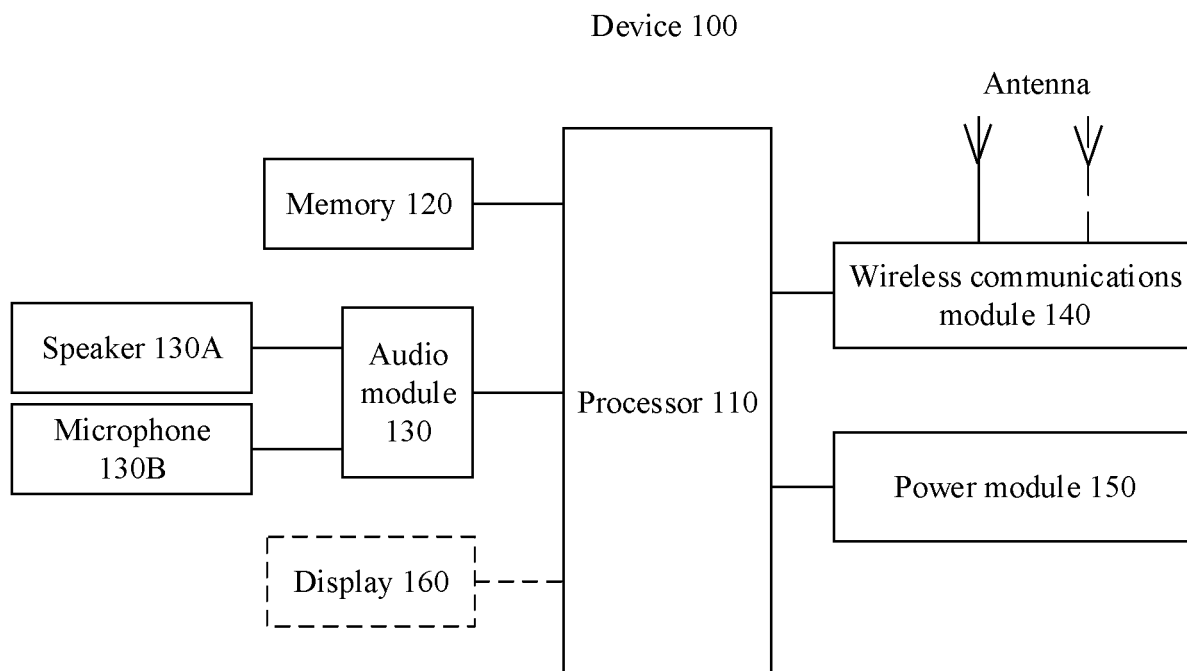 Device 100
Antenna
Memory 120
Wireless communications
module 140
Speaker 130A
Audio
module
130
Processor 110
Microphone
130B
Power module 150
Display 160